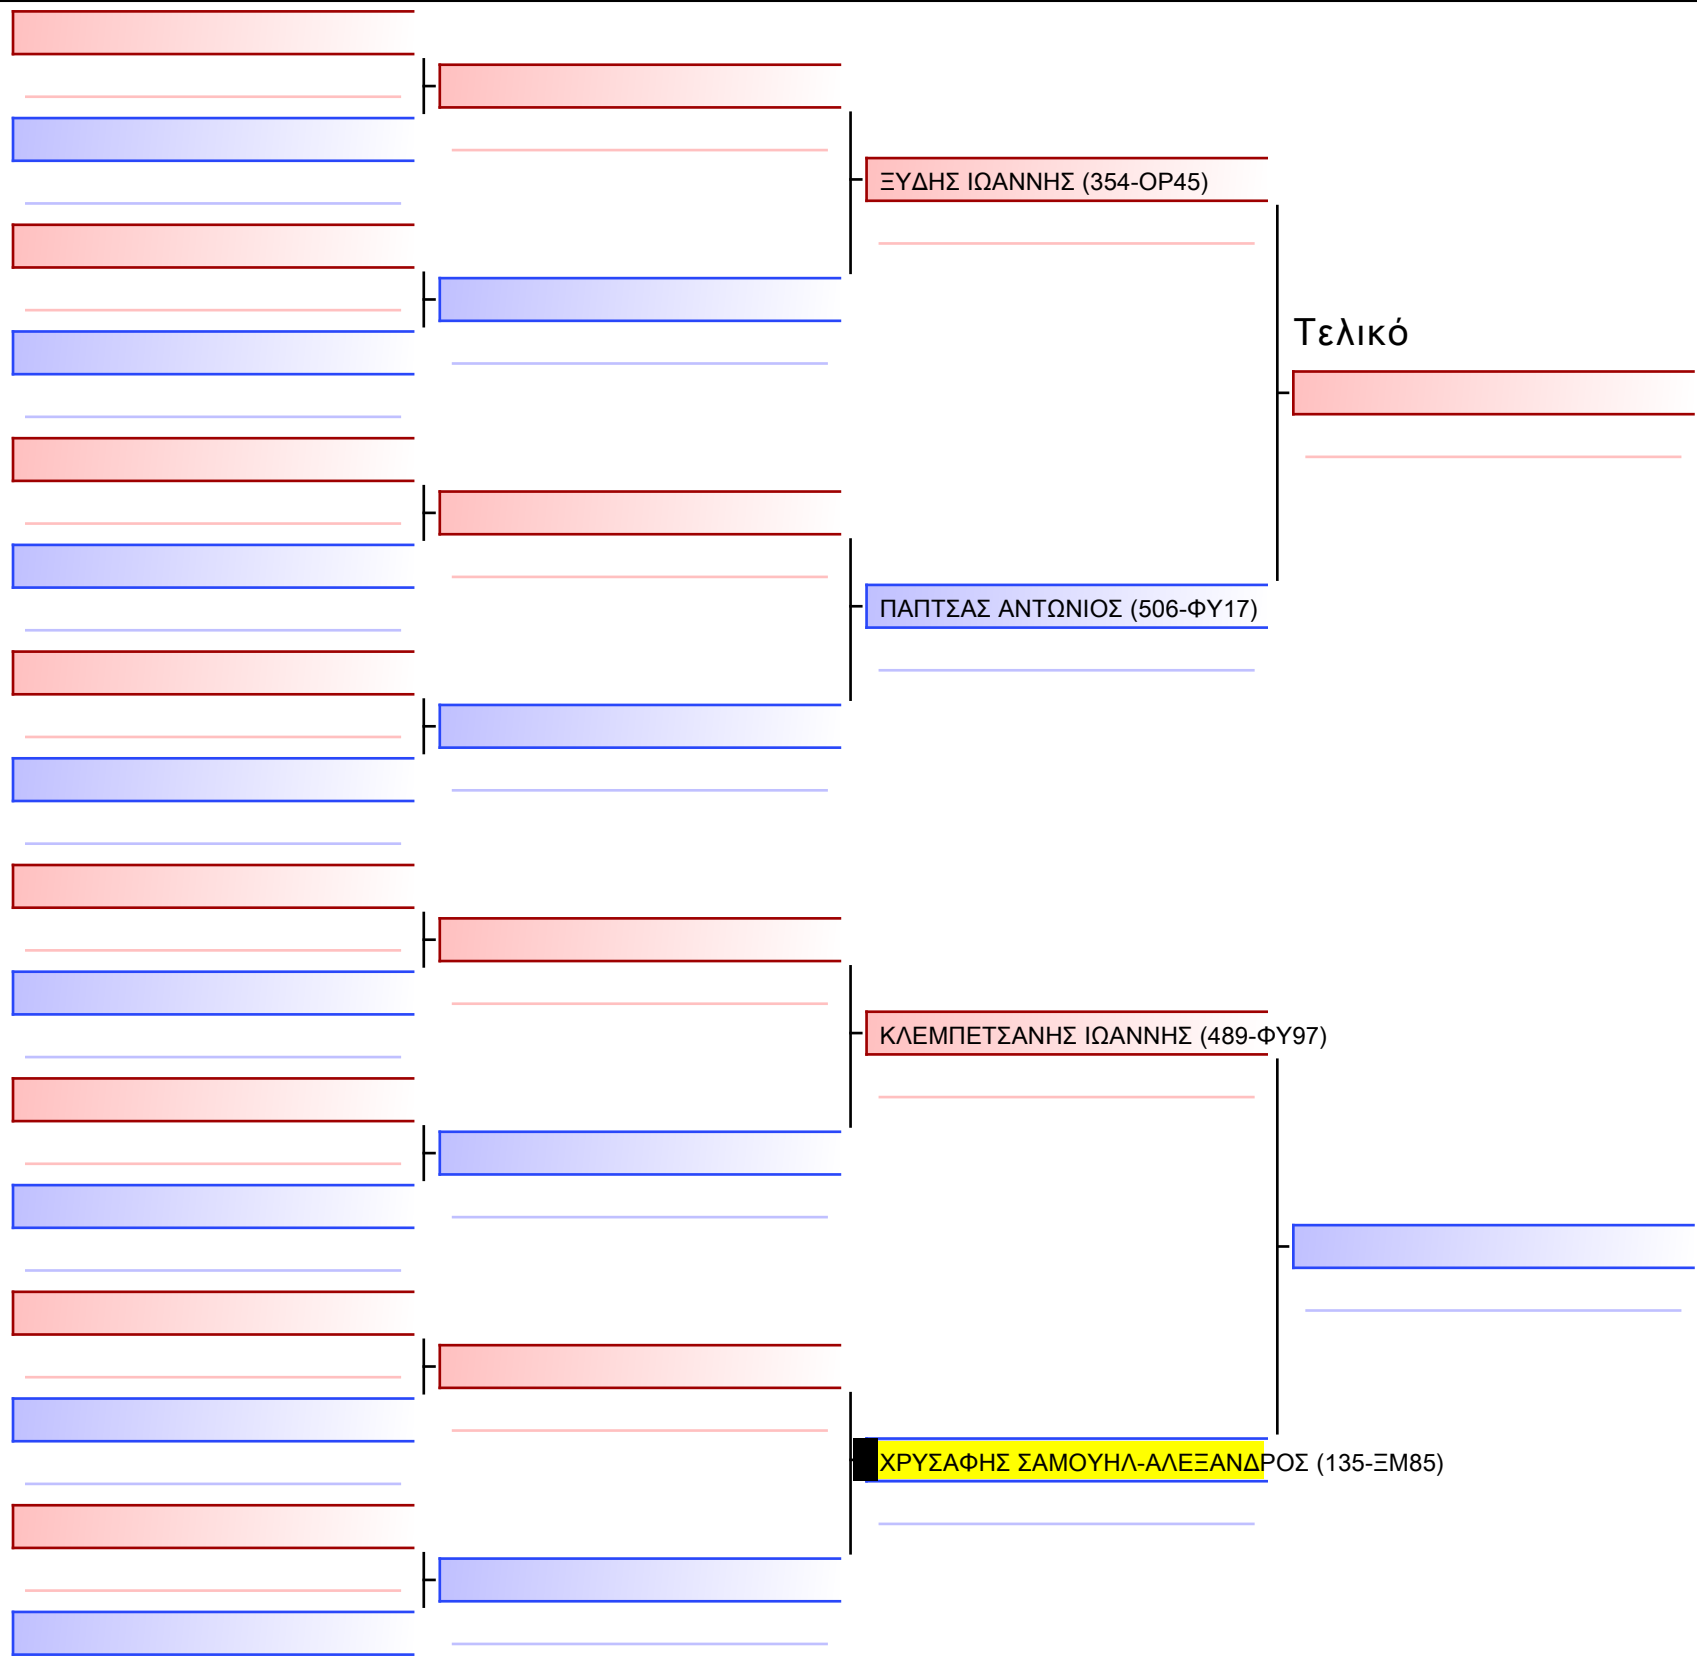 ΞΥΔΗΣ ΙΩΑΝΝΗΣ (354-ΟΡ45)
Τελικό
ΠΑΠΤΣΑΣ ΑΝΤΩΝΙΟΣ (506-ΦΥ17)
ΚΛΕΜΠΕΤΣΑΝΗΣ ΙΩΑΝΝΗΣ (489-ΦΥ97)
ΧΡΥΣΑΦΗΣ ΣΑΜΟΥΗΛ-ΑΛΕΞΑΝΔΡΟΣ (135-ΞΜ85)